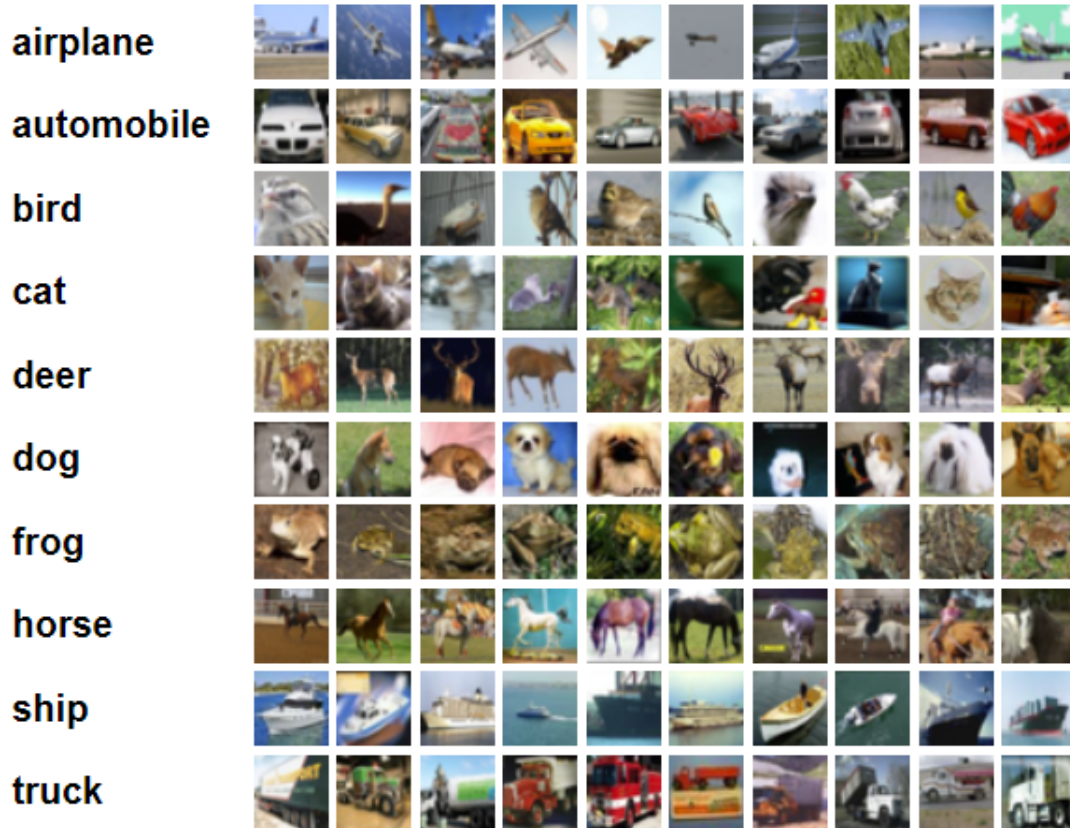 airplane
automobile
bird
cat
deer
dog
frog
horse
ship
truck